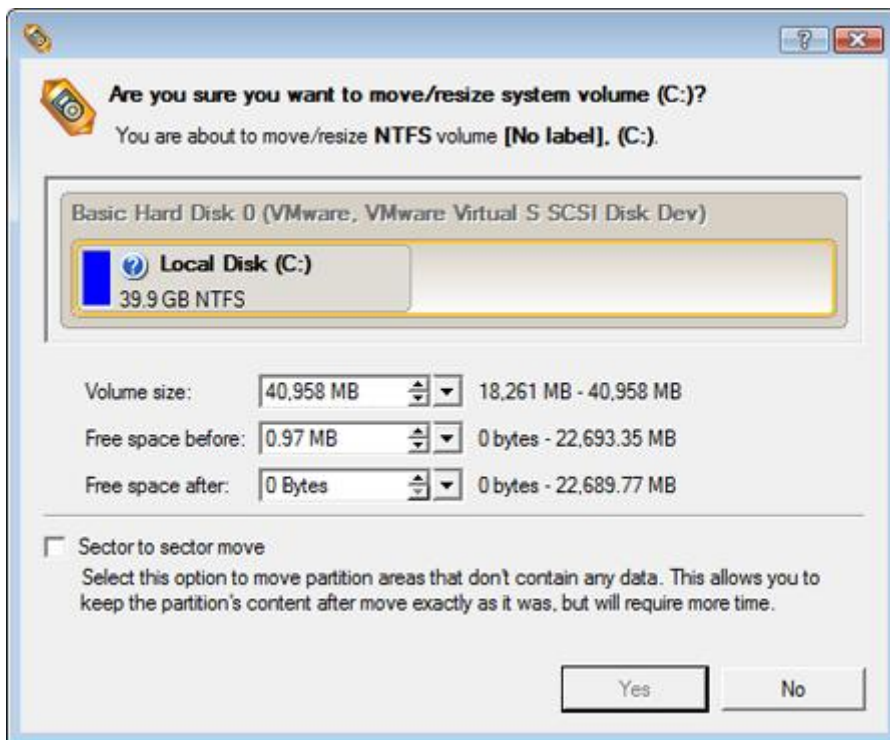 Are you sure you want to move/resize system volume (C:)?
You are about to move/resize NTFS volume [No label], (C:).
Basic Hard Disk 0 (VMware, VMware Virtual S SCSI Disk Dev)
Local Disk (C:)
39.9 GB NTFS
Volume size: 40,958 MB 18,261 MB - 40,958 MB
Free space before: 0.97 MB 0 bytes - 22,693.35 MB
Free space after: 0 Bytes 0 bytes - 22,689.77 MB
Sector to sector move
Select this option to move partition areas that don't contain any data. This allows you to
keep the partition's content after move exactly as it was, but will require more time.
Yes No